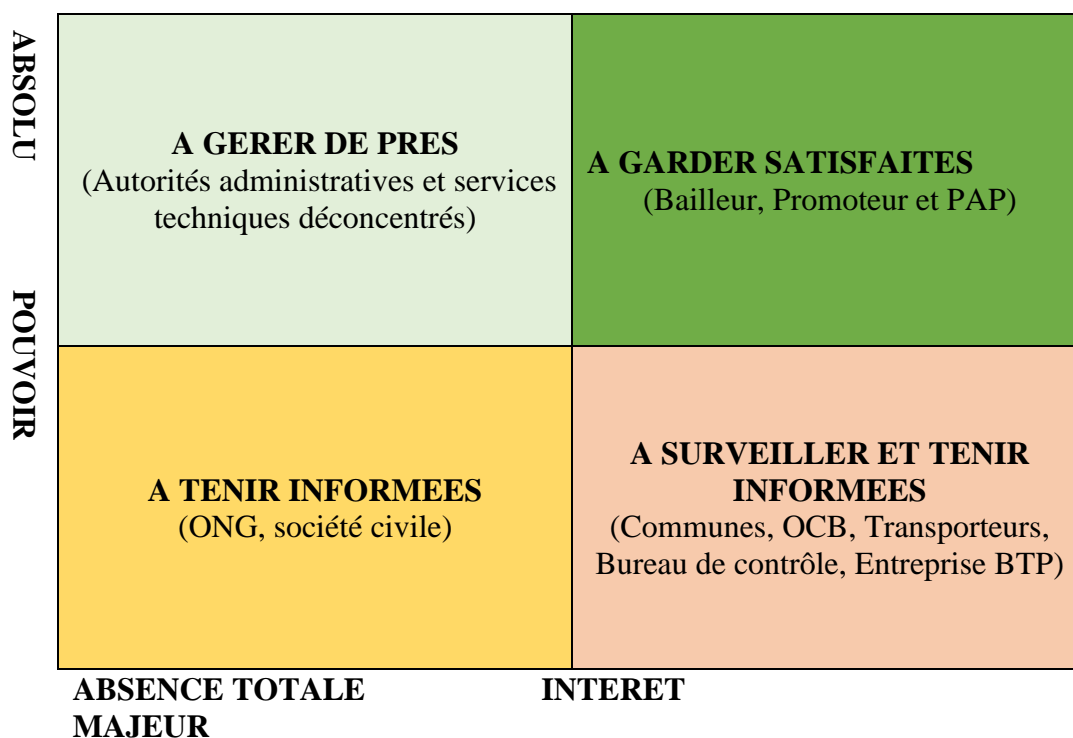 ABSOLU
POUVOIR
A GERER DE PRES
(Autorités administratives et services
techniques déconcentrés)
A GARDER SATISFAITES
(Bailleur, Promoteur et PAP)
A TENIR INFORMEES
(ONG, société civile)
A SURVEILLER ET TENIR
INFORMEES
(Communes, OCB, Transporteurs,
Bureau de contrôle, Entreprise BTP)
ABSENCE TOTALE INTERET
MAJEUR